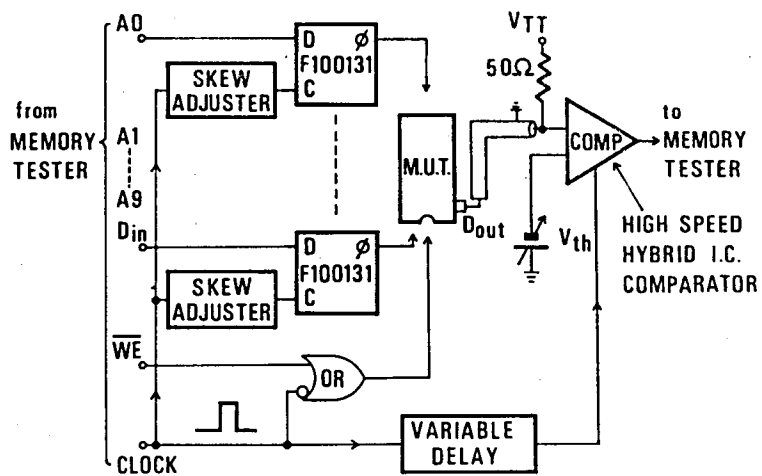 A0
from
MEMORY
TESTER
A1
A9
Din
WE
CLOCK
SKEW
ADJUSTER
D Φ
F100131
C
SKEW
ADJUSTER
D Φ
F100131
C
OR
VARIABLE
DELAY
M.U.T.
Dout
VTT
50Ω
COMP
Vth
to
MEMORY
TESTER
HIGH SPEED
HYBRID I.C.
COMPARATOR